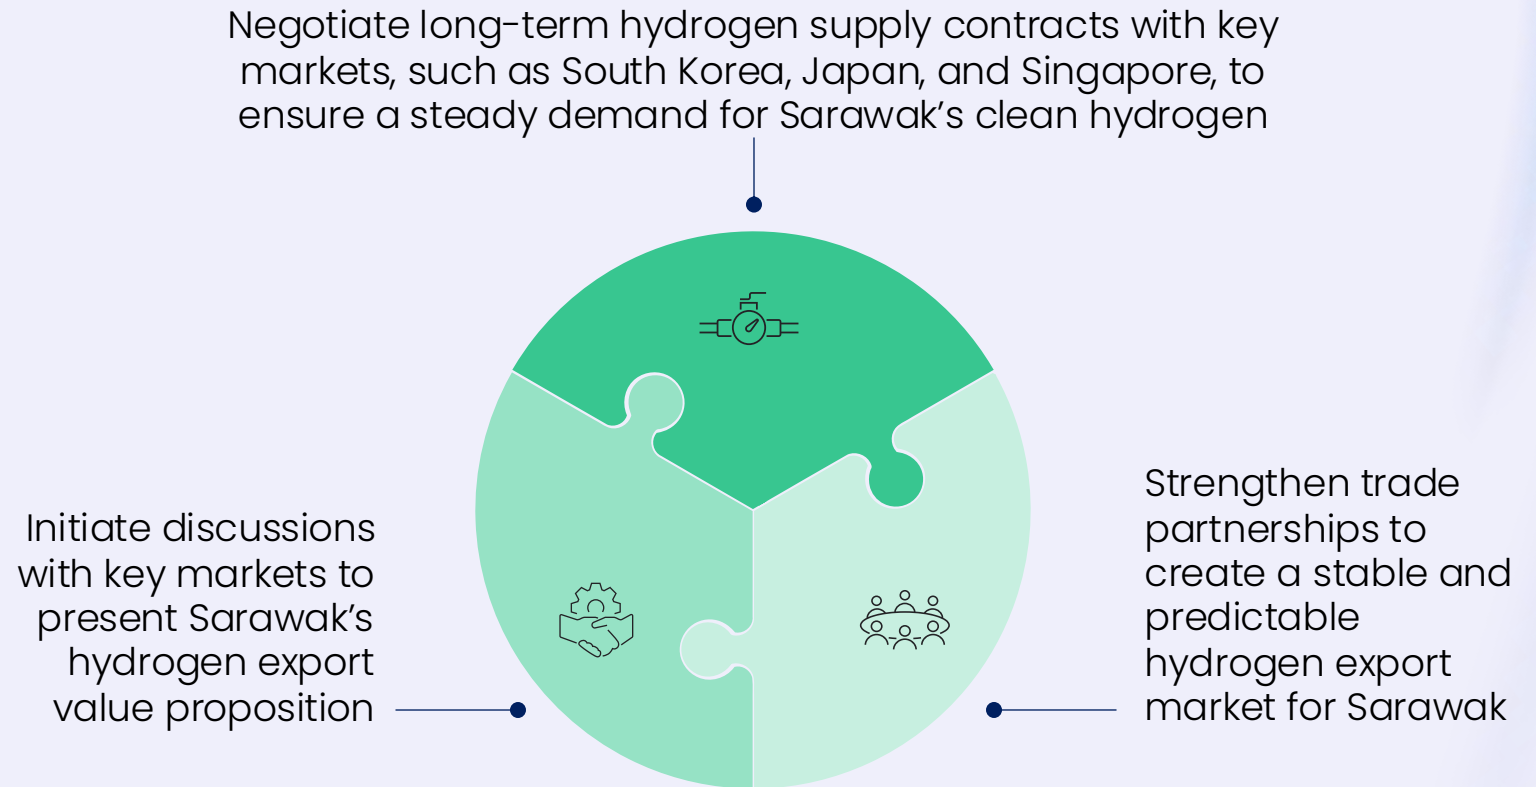 Negotiate long-term hydrogen supply contracts with key
markets, such as South Korea, Japan, and Singapore, to
ensure a steady demand for Sarawak’s clean hydrogen
Initiate discussions
with key markets to
present Sarawak’s
hydrogen export
value proposition
Strengthen trade
partnerships to
create a stable and
predictable
hydrogen export
market for Sarawak